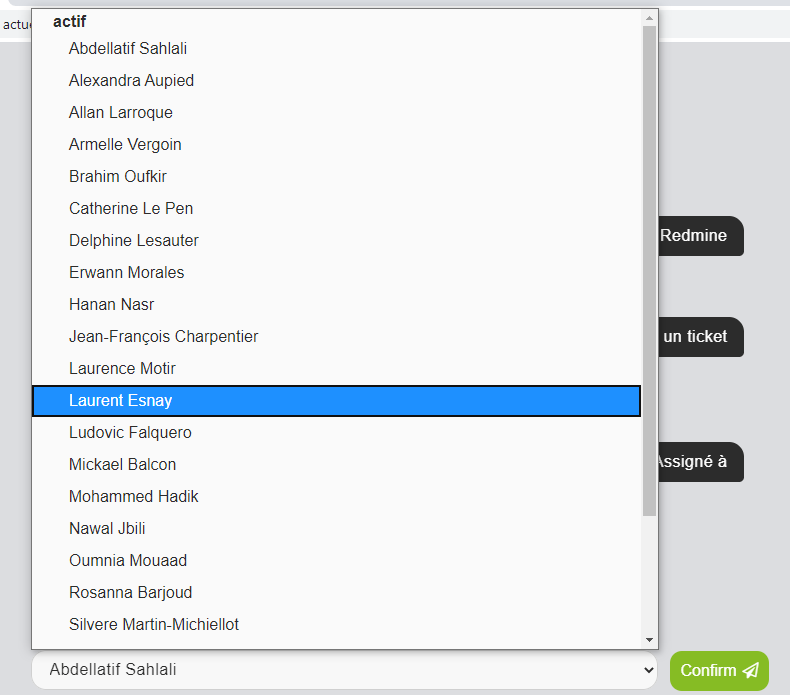 actif
actu
Abdellatif Sahlali
Alexandra Aupied
Allan Larroque
Armelle Vergoin
Brahim Oufkir
Catherine Le Pen
Delphine Lesauter
Redmine
Erwann Morales
Hanan Nasr
Jean-François Charpentier
un ticket
Laurence Motir
Laurent Esnay
Ludovic Falquero
Mickael Balcon
Assigné à
Mohammed Hadik
Nawal Jbili
Oumnia Mouaad
Rosanna Barjoud
Silvere Martin-Michiellot
Abdellatif Sahlali
Confirm